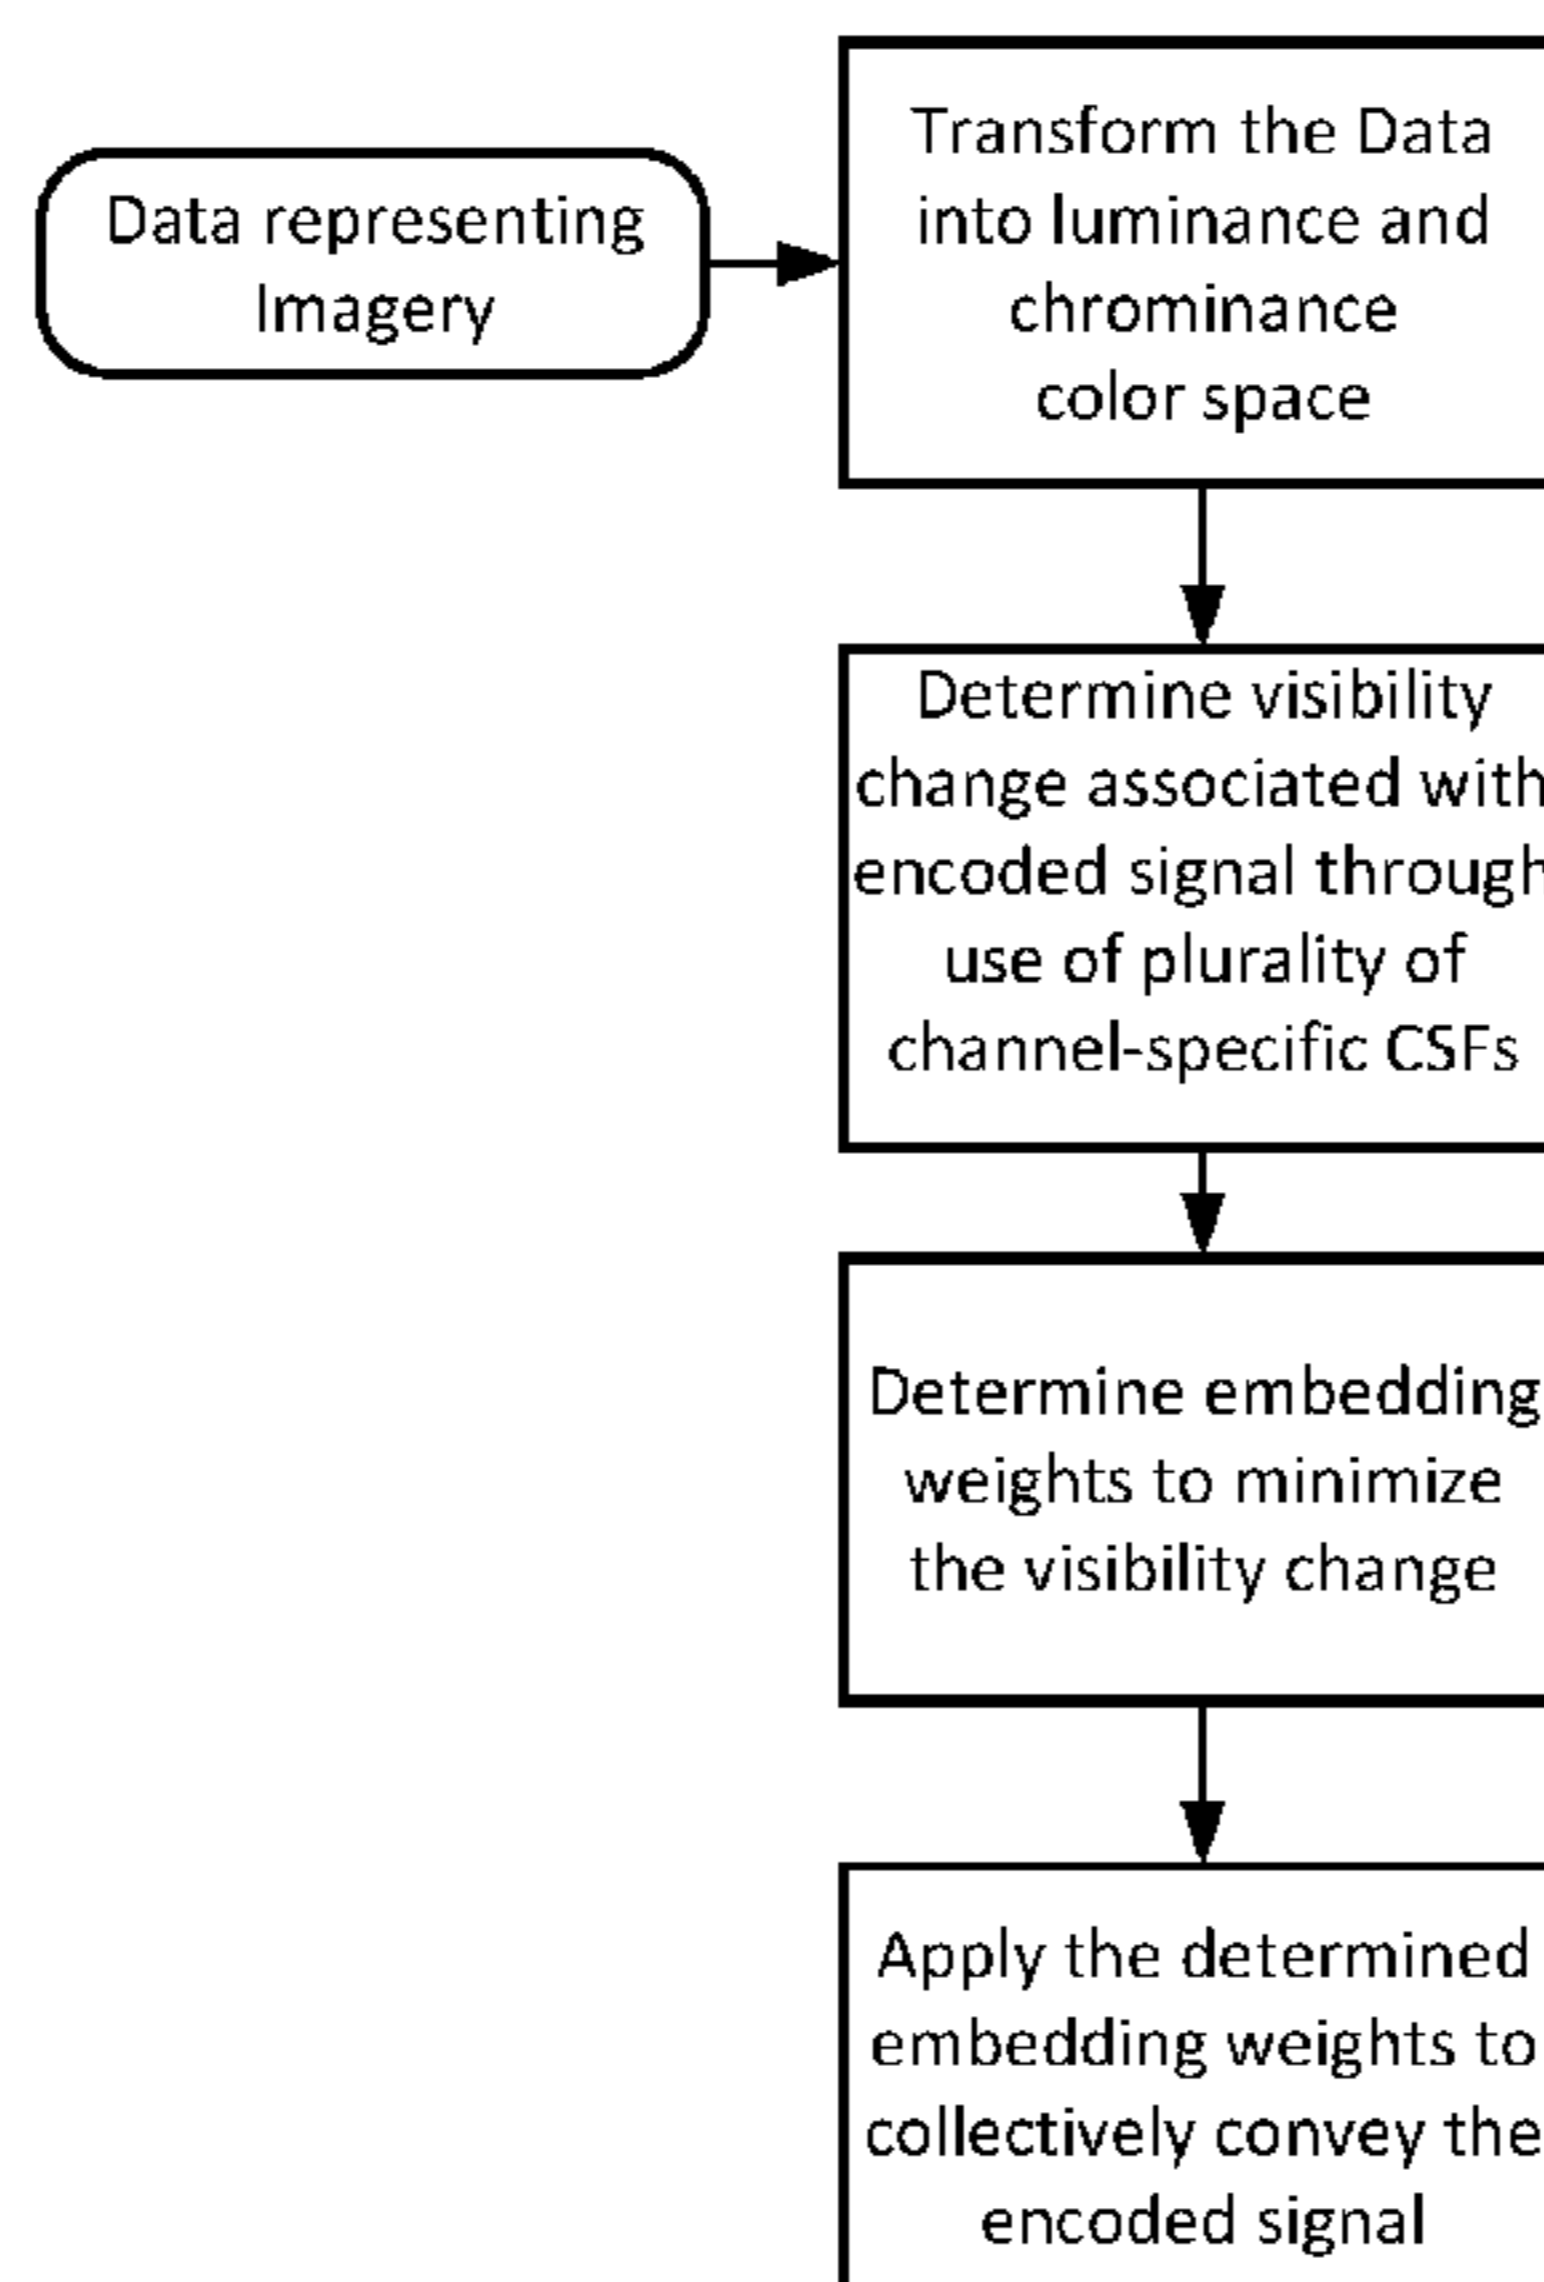 Data representing
Imagery
Transform the Data
into luminance and
chrominance
color space
Determine visibility
change associated with
encoded signal through
use of plurality of
channel-specific CSFs
Determine embedding
weights to minimize
the visibility change
Apply the determined
embedding weights to
collectively convey the
encoded signal